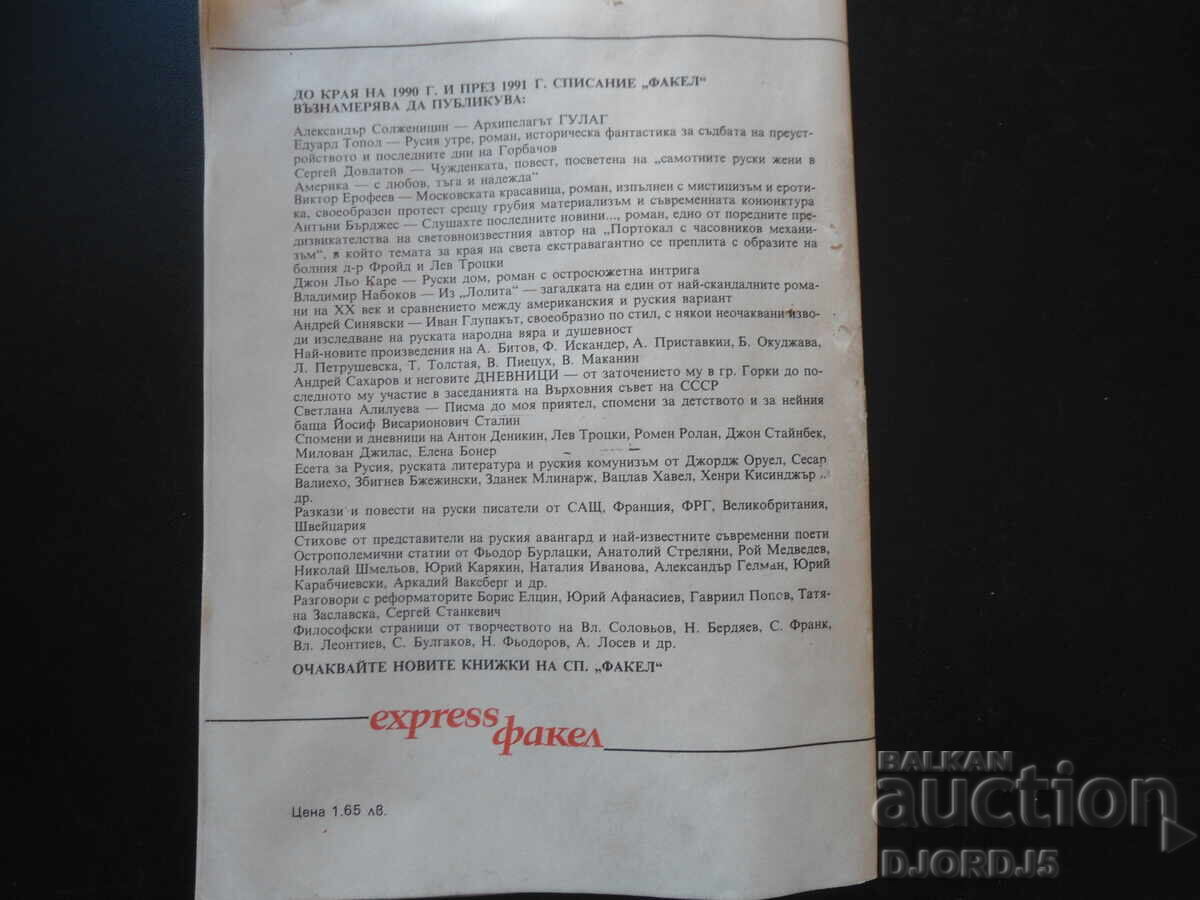 ДО КРАЯ НА 1990 Г. И ПРЕЗ 1991 Г. СПИСАНИЕ „ФАКЕЛ“
ВЪЗНАМЕРЯВА ДА ПУБЛИКУВА:
Александър Солженицин — Архипелагът ГУЛАГ
Едуард Топол — Русия утре, роман, историческа фантастика за съдбата на преуст-
ройството и последните дни на Горбачов
Сергей Довлатов — Чужденката, повест, посветена на „самотните руски жени в
Америка — с любов, тъга и надежда“
Виктор Ерофеев — Московската красавица, роман, изпълнен с мистицизъм и ероти-
ка, своеобразен протест срещу грубия материализъм и съвременната конюнктура
Антъни Бърджес — Слушахте последните новини..., роман, едно от поредните пре-
дизвикателства на световноизвестния автор на „Портокал с часовников механи-
зъм“, в който темата за края на света екстравагантно се преплита с образите на
болния д-р Фройд и Лев Троцки
Джон Льо Каре — Руски дом, роман с остросюжетна интрига
Владимир Набоков — Из „Лолита“ — загадката на един от най-скандалните рома-
ни на XX век и сравнението между американския и руския вариант
Андрей Синявски — Иван Глупакът, своеобразно по стил, с някои неочаквани изво-
ди изследване на руската народна вяра и душевност
Най-новите произведения на А. Битов, Ф. Искандер, А. Приставкин, Б. Окуджава,
Л. Петрушевска, Т. Толстая, В. Пиецух, В. Маканин
Андрей Сахаров и неговите ДНЕВНИЦИ — от заточението му в гр. Горки до по-
следното му участие в заседанията на Върховния съвет на СССР
Светлана Алилуева — Писма до моя приятел, спомени за детството и за нейния
баща Йосиф Висарионович Сталин
Спомени и дневници на Антон Деникин, Лев Троцки, Ромен Ролан, Джон Стайнбек,
Милован Джилас, Елена Бонер
Есета за Русия, руската литература и руския комунизъм от Джордж Оруел, Сесар
Валиехо, Збигнев Бжежински, Зданек Млинарж, Вацлав Хавел, Хенри Кисинджър и
др.
Разкази и повести на руски писатели от САЩ, Франция, ФРГ, Великобритания,
Швейцария
Стихове от представители на руския авангард и най-известните съвременни поети
Острополемични статии от Фьодор Бурлацки, Анатолий Стреляни, Рой Медведев,
Николай Шмельов, Юрий Карякин, Наталия Иванова, Александър Гелман, Юрий
Карабчиевски, Аркадий Ваксберг и др.
Разговори с реформаторите Борис Елцин, Юрий Афанасиев, Гавриил Попов, Татя-
на Заславска, Сергей Станкевич
Философски страници от творчеството на Вл. Соловьов, Н. Бердяев, С. Франк,
Вл. Леонтиев, С. Булгаков, Н. Фьодоров, А. Лосев и др.
ОЧАКВАЙТЕ НОВИТЕ КНИЖКИ НА СП. „ФАКЕЛ“
express
факел
Цена 1.65 лв.
BALKAN
auction
DJORDJ5